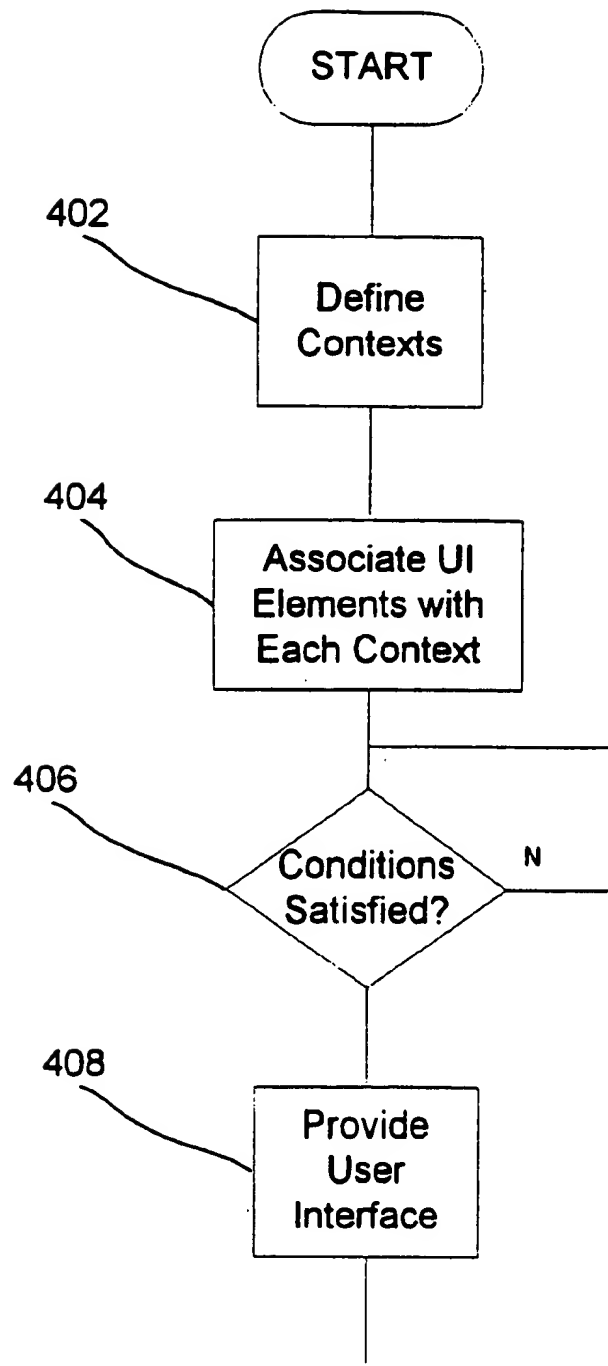 START
402
Define
Contexts
404
Associate UI
Elements with
Each Context
406
Conditions
Satisfied?
N
408
Provide
User
Interface